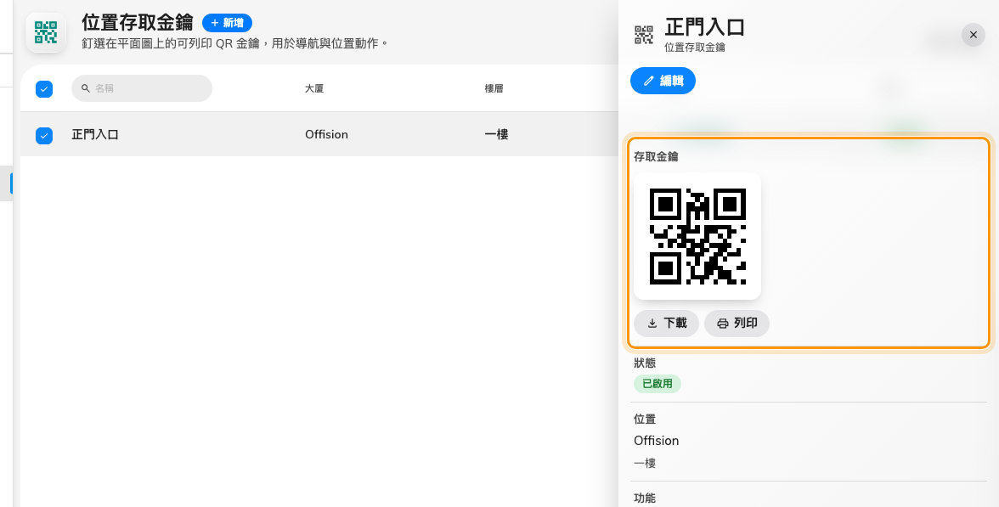 位置存取金鑰
新增
釘選在平面圖上的可列印 QR 金鑰，用於導航與位置動作。
名稱
大廈
樓層
正門入口
Offision
一樓
正門入口
位置存取金鑰
編輯
存取金鑰
下載
列印
狀態
已啟用
位置
Offision
一樓
功能